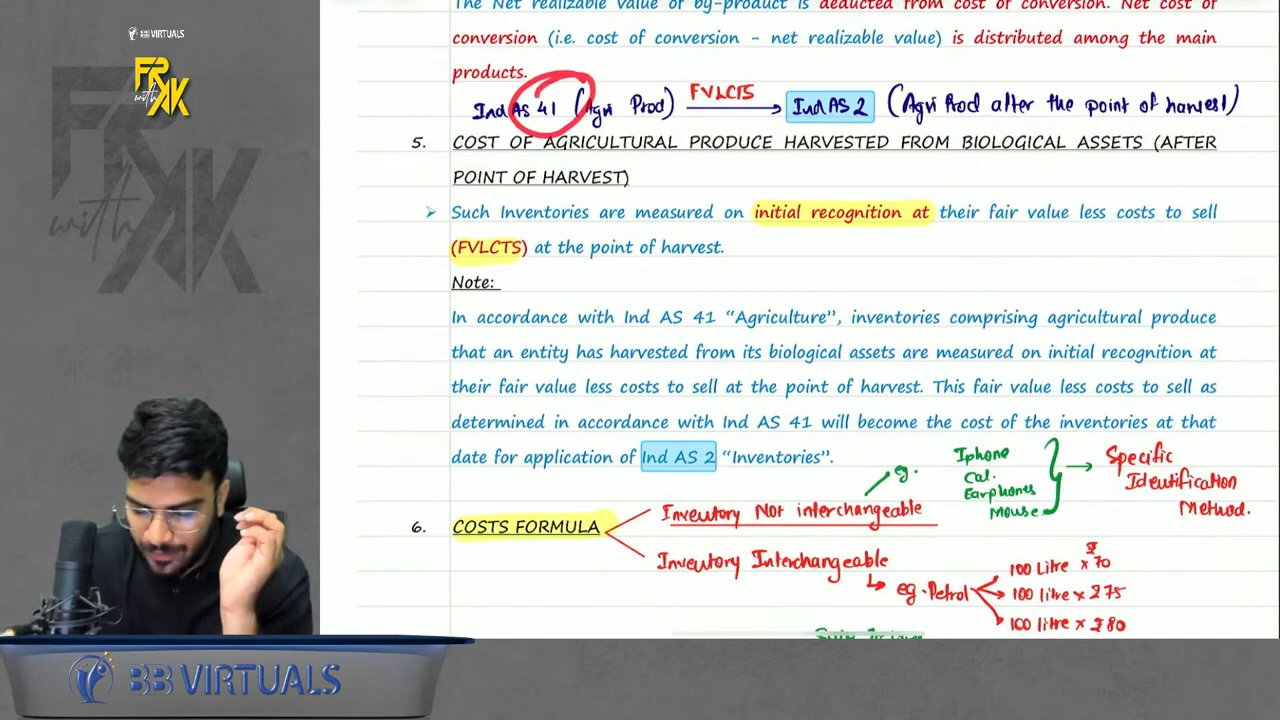 BB VIRTUALS
FR
with
AK
The Net realizable value of by-product is deducted from cost of conversion. Net cost of
conversion (i.e. cost of conversion - net realizable value) is distributed among the main
products.
Ind AS 41 (Agri Prod) FVLCTS Ind AS 2 (Agri Prod after the point of harvest)
5. COST OF AGRICULTURAL PRODUCE HARVESTED FROM BIOLOGICAL ASSETS (AFTER
POINT OF HARVEST)
➢ Such Inventories are measured on initial recognition at their fair value less costs to sell
(FVLCTS) at the point of harvest.
Note:
In accordance with Ind AS 41 “Agriculture”, inventories comprising agricultural produce
that an entity has harvested from its biological assets are measured on initial recognition at
their fair value less costs to sell at the point of harvest. This fair value less costs to sell as
determined in accordance with Ind AS 41 will become the cost of the inventories at that
date for application of Ind AS 2 “Inventories”.
eg. Iphone
Cal.
Earphones
Mouse
Specific
Identification
Method.
6. COSTS FORMULA
Inventory Not interchangeable
Inventory Interchangeable
eg. Petrol
100 Litre x ₹70
100 litre x ₹75
100 litre x ₹80
BB VIRTUALS